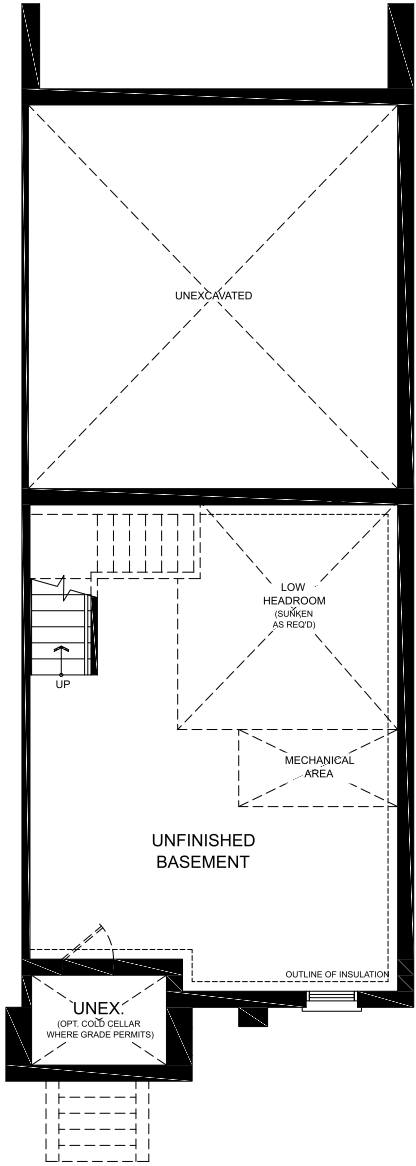 UNEXCAVATED
LOW
HEADROOM
(SUNKEN
AS REQ'D)
UP
MECHANICAL
AREA
UNFINISHED
BASEMENT
OUTLINE OF INSULATION
UNEX.
(OPT. COLD CELLAR
WHERE GRADE PERMITS)